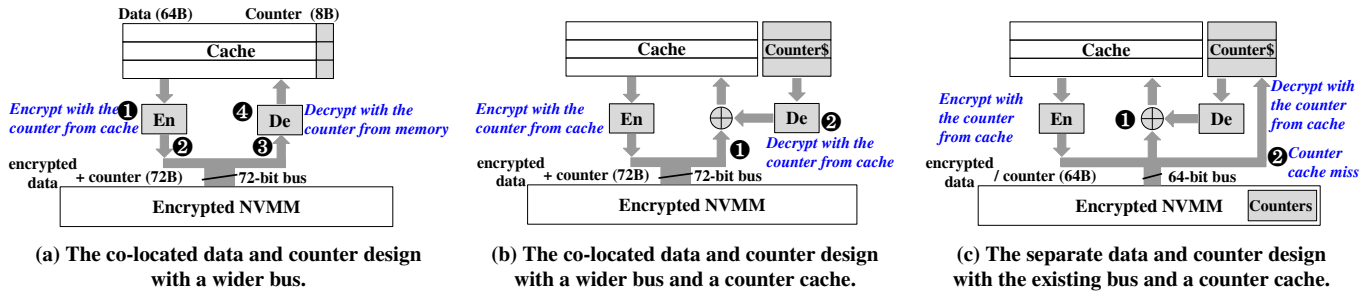 Data (64B) Counter (8B)
Cache
Encrypt with the
counter from cache
❶
En
❹
De
Decrypt with the
counter from memory
❷
❸
encrypted
data
+ counter (72B)
72-bit bus
Encrypted NVMM
(a) The co-located data and counter design
with a wider bus.
Cache
Counter$
Encrypt with the
counter from cache
En
De
❷
Decrypt with the
counter from cache
❶
encrypted
data
+ counter (72B)
72-bit bus
Encrypted NVMM
(b) The co-located data and counter design
with a wider bus and a counter cache.
Cache
Counter$
Encrypt with
the counter
from cache
En
❶
De
Decrypt with
the counter
from cache
❷
Counter
cache miss
encrypted
data
/ counter (64B)
64-bit bus
Encrypted NVMM
Counters
(c) The separate data and counter design
with the existing bus and a counter cache.